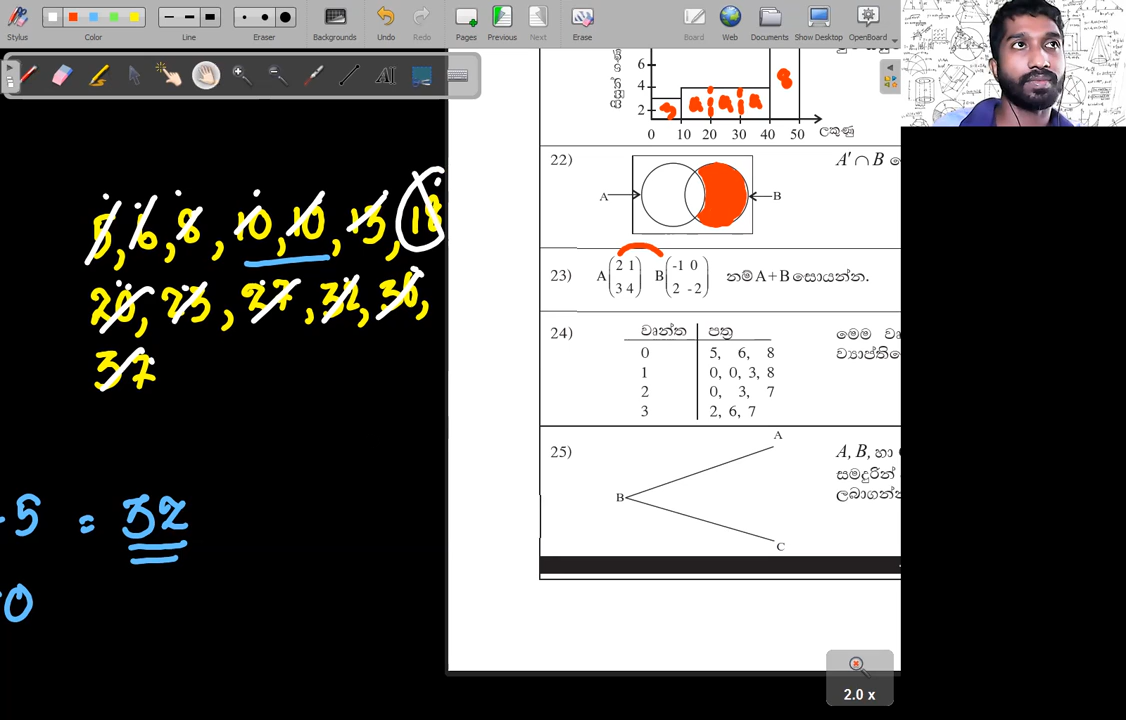 Stylus
Color
Line
Eraser
Backgrounds
Undo
Redo
Pages
Previous
Next
Erase
Board
Web
Documents
Show Desktop
OpenBoard
6
4
2
0 10 20 30 40 50 ලකුණු
22)
A
B
A' ∩ B
23)
A (2 1 B (-1 0 නම් A + B සොයන්න.
3 4) 2 -2)
24)
වෘන්ත පත්‍ර
0 5, 6, 8
1 0, 0, 3, 8
2 0, 3, 7
3 2, 6, 7
මෙම
25)
A
B
C
A, B, හා
සමදුරින්
5, 6, 8, 10, 10, 13, 18
20, 23, 27, 32, 36,
37
5 = 32
0
2.0 x